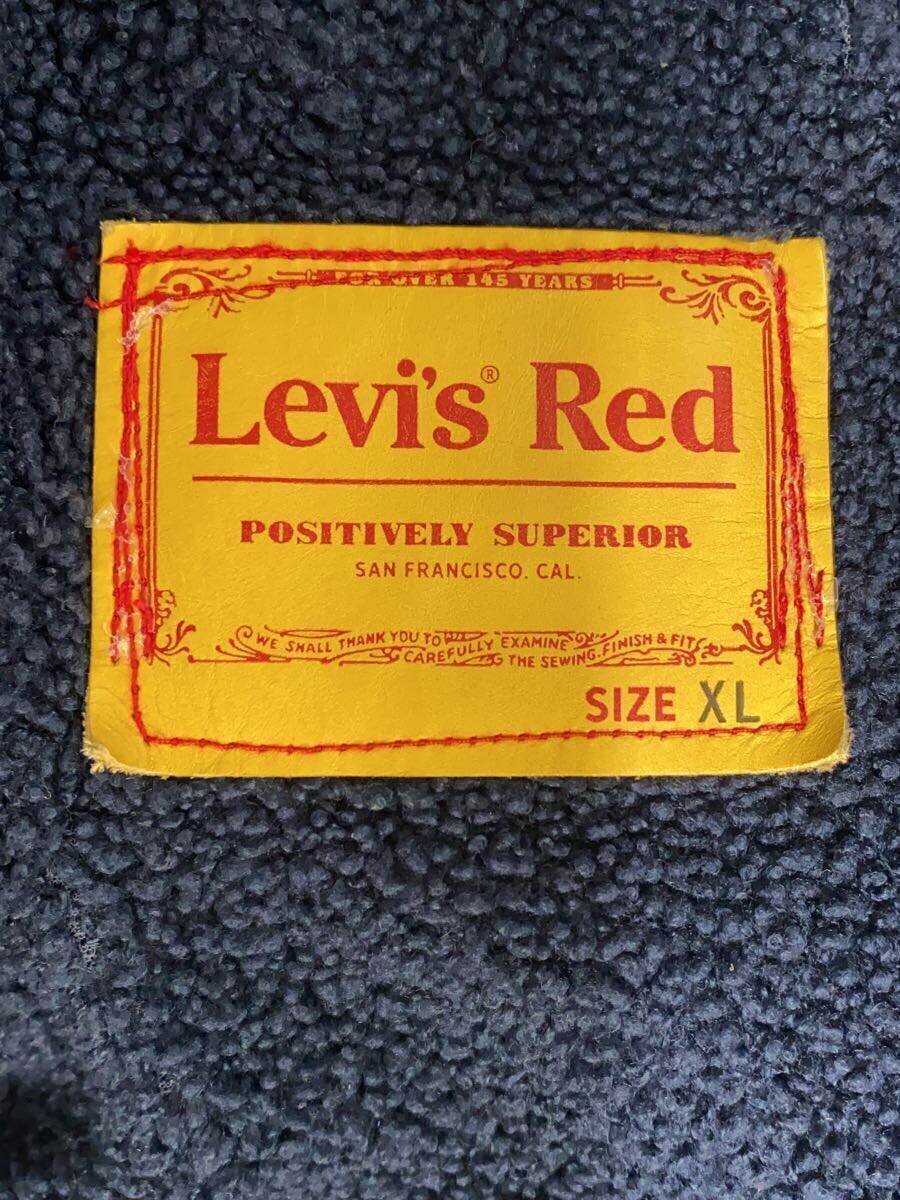 FOR OVER 145 YEARS
Levi's® Red
POSITIVELY SUPERIOR
SAN FRANCISCO. CAL.
WE SHALL THANK YOU TO
CAREFULLY EXAMINE
THE SEWING, FINISH & FIT
SIZE XL